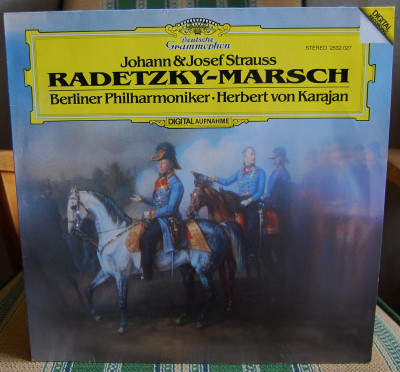 Deutsche
Grammophon
STEREO 2532 027
DIGITAL
Johann & Josef Strauss
RADETZKY-MARSCH
Berliner Philharmoniker · Herbert von Karajan
DIGITAL AUFNAHME